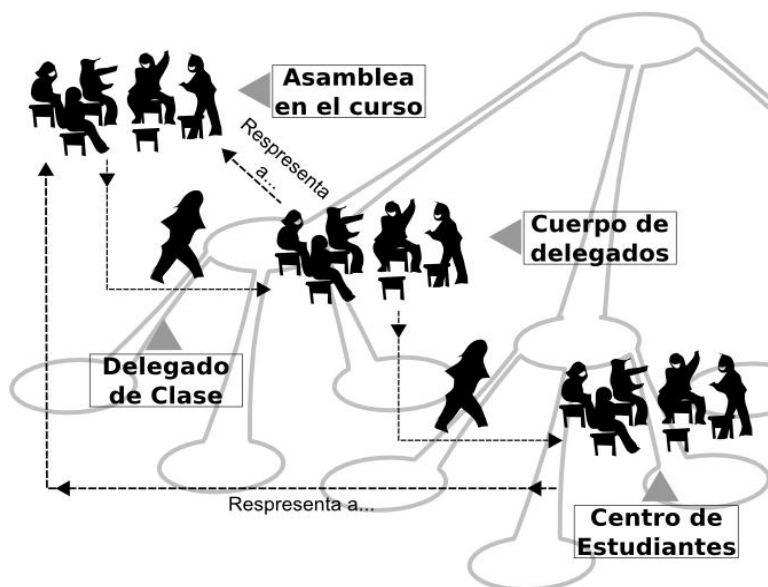 Asamblea
en el curso
Respresenta
a...
Cuerpo de
delegados
Delegado
de Clase
Respresenta a...
Centro de
Estudiantes